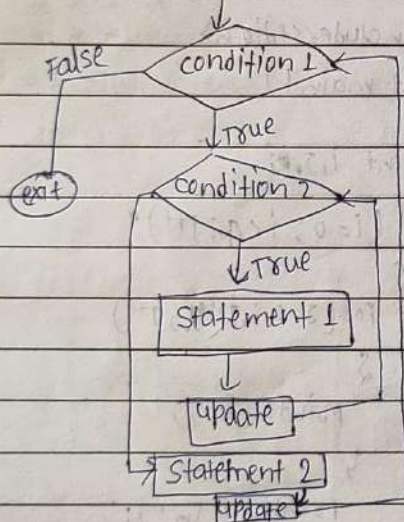 condition 1
False
True
exit
condition 2
True
Statement 1
update
Statement 2
update